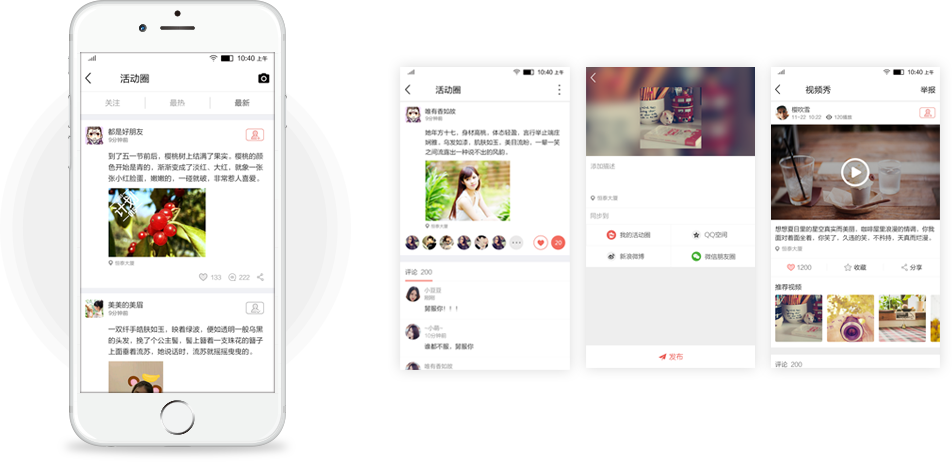 10:40 上午
活动圈
关注
最热
最新
都是好朋友
9分钟前
到了五一节前后，樱桃树上结满了果实，樱桃的颜
色开始是青的，渐渐变成了淡红、大红，就象一张
张小红脸蛋，嫩嫩的，一碰就破，非常惹人喜爱。
恒泰大厦
133
222
美美的美眉
9分钟前
一双纤手皓肤如玉，映着绿波，便如透明一般乌黑
的头发，挽了个公主髻，髻上簪着一支珠花的簪子
上面垂着流苏，她说话时，流苏就摇摇曳曳的。
10:40 上午
活动圈
唯有香如故
9分钟前
她年方十七，身材高挑，体态轻盈，言行举止端庄
娴雅，乌发如漆，肌肤如玉，美目流盼，一颦一笑
之间流露出一种说不出的风韵。
恒泰大厦
20
评论 200
小豆豆
刚刚
舅服你！！！
~小萌~
10分钟前
谁都不服，舅服你
唯有香如故
添加描述
恒泰大厦
同步到
我的活动圈
QQ空间
新浪微博
微信朋友圈
发布
10:40 上午
视频秀
举报
樱吹雪
11-22 10:22
120播放
想想夏日里的星空真实而美丽，咖啡屋里浪漫的情调，你我
面对着面坐着，你笑了，久违的笑，不矜持，天真而烂漫。
恒泰大厦
1200
收藏
分享
推荐视频
评论 200